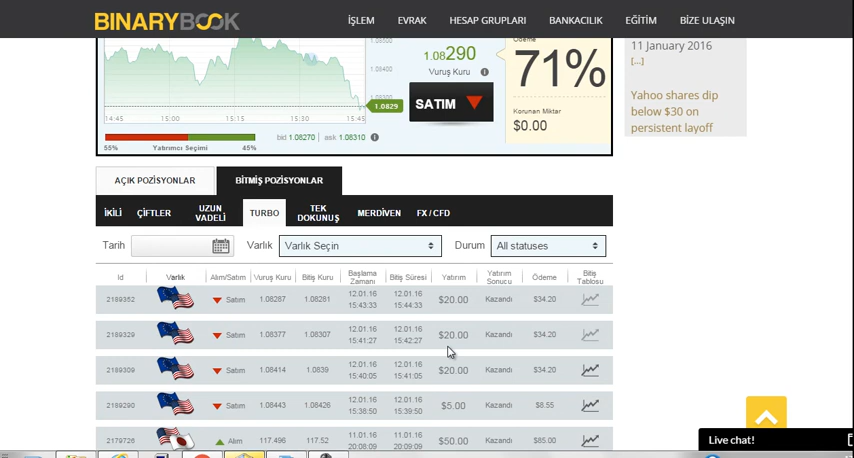 BINARYBOOK
İŞLEM EVRAK HESAP GRUPLARI BANKACILIK EĞİTİM BİZE ULAŞIN
1.08400
14:45 15:00 15:15 15:30 15:45
1.0829
55% Yatırımcı Seçimi 45%
bid 1.08270 | ask 1.08310
1.08290
Vuruş Kuru
SATIM
Ödeme
71%
Korunan Miktar
$0.00
11 January 2016
[...]
Yahoo shares dip
below $30 on
persistent layoff
AÇIK POZİSYONLAR BİTMİŞ POZİSYONLAR
İKİLİ ÇİFTLER UZUN VADELİ TURBO TEK DOKUNUŞ MERDİVEN FX / CFD
Tarih Varlık Varlık Seçin Durum All statuses
Id Varlık Alım/Satım Vuruş Kuru Bitiş Kuru Başlama Zamanı Bitiş Süresi Yatırım Yatırım Sonucu Ödeme Bitiş Tablosu
2189352 Satım 1.08287 1.08281 12.01.16 15:43:33 12.01.16 15:44:33 $20.00 Kazandı $34.20
2189329 Satım 1.08377 1.08307 12.01.16 15:41:27 12.01.16 15:42:27 $20.00 Kazandı $34.20
2189309 Satım 1.08414 1.0839 12.01.16 15:40:05 12.01.16 15:41:05 $20.00 Kazandı $34.20
2189290 Satım 1.08443 1.08426 12.01.16 15:38:50 12.01.16 15:39:50 $5.00 Kazandı $8.55
2179726 Alım 117.496 117.52 11.01.16 20:08:09 11.01.16 20:09:09 $50.00 Kazandı $85.00
Live chat!